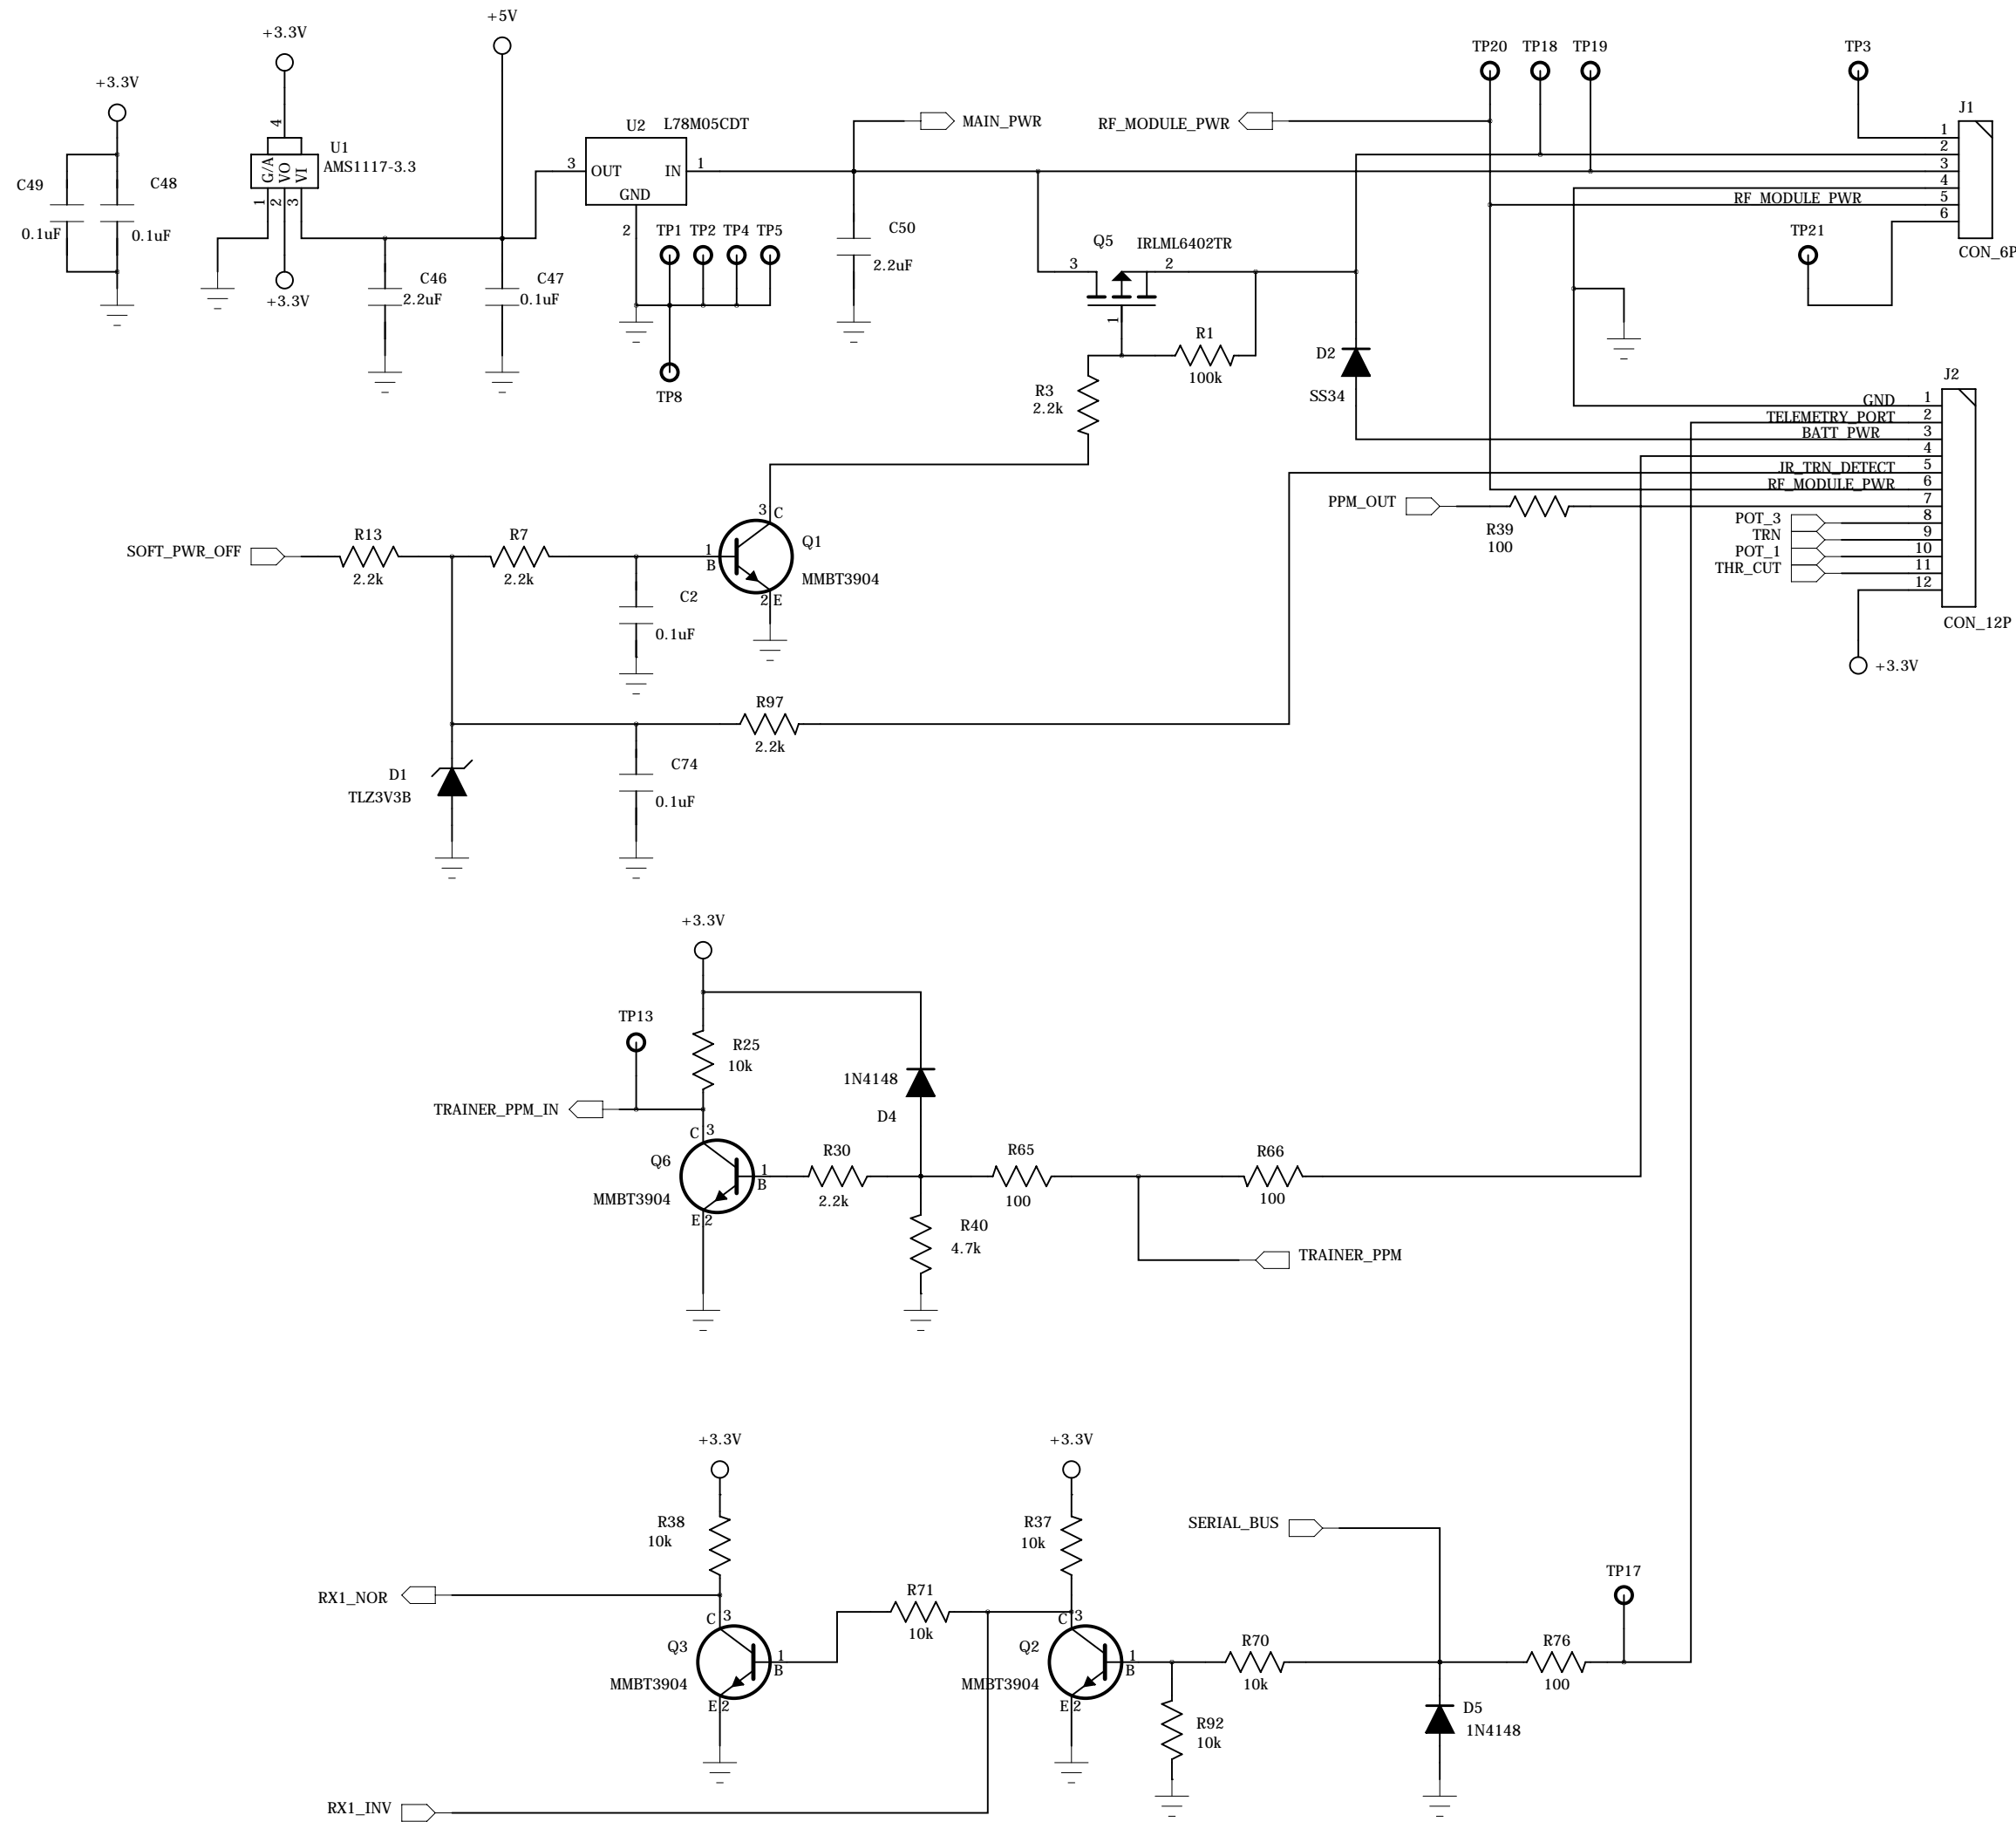 +5V
+3.3V
+3.3V
TP20 TP18 TP19 TP3
J1
4
U1
AMS1117-3.3
G/A VO VI
1 2 3
+3.3V
C49
0.1uF
C48
0.1uF
U2 L78M05CDT
3 OUT IN 1
GND
2
MAIN_PWR
RF_MODULE_PWR
1
2
3
4
RF_MODULE_PWR 5
6
CON_6P
TP21
TP1 TP2 TP4 TP5
TP8
C46
2.2uF
C47
0.1uF
C50
2.2uF
Q5 IRLML6402TR
3 2
1
R1
100k
R3
2.2k
D2
SS34
J2
GND 1
TELEMETRY_PORT 2
BATT_PWR 3
4
JR_TRN_DETECT 5
RF_MODULE_PWR 6
7
8
9
10
11
12
CON_12P
PPM_OUT
R39
100
POT_3
TRN
POT_1
THR_CUT
+3.3V
SOFT_PWR_OFF
R13
2.2k
R7
2.2k
C2
0.1uF
3 C
1
B
2 E
Q1
MMBT3904
R97
2.2k
D1
TLZ3V3B
C74
0.1uF
+3.3V
TP13
R25
10k
1N4148
D4
TRAINER_PPM_IN
C 3
Q6
MMBT3904
1
B
E 2
R30
2.2k
R65
100
R66
100
R40
4.7k
TRAINER_PPM
+3.3V
+3.3V
R38
10k
R37
10k
SERIAL_BUS
TP17
RX1_NOR
R71
10k
C 3
Q3
MMBT3904
1
B
E 2
C 3
Q2
MMBT3904
1
B
E 2
R70
10k
R76
100
R92
10k
D5
1N4148
RX1_INV